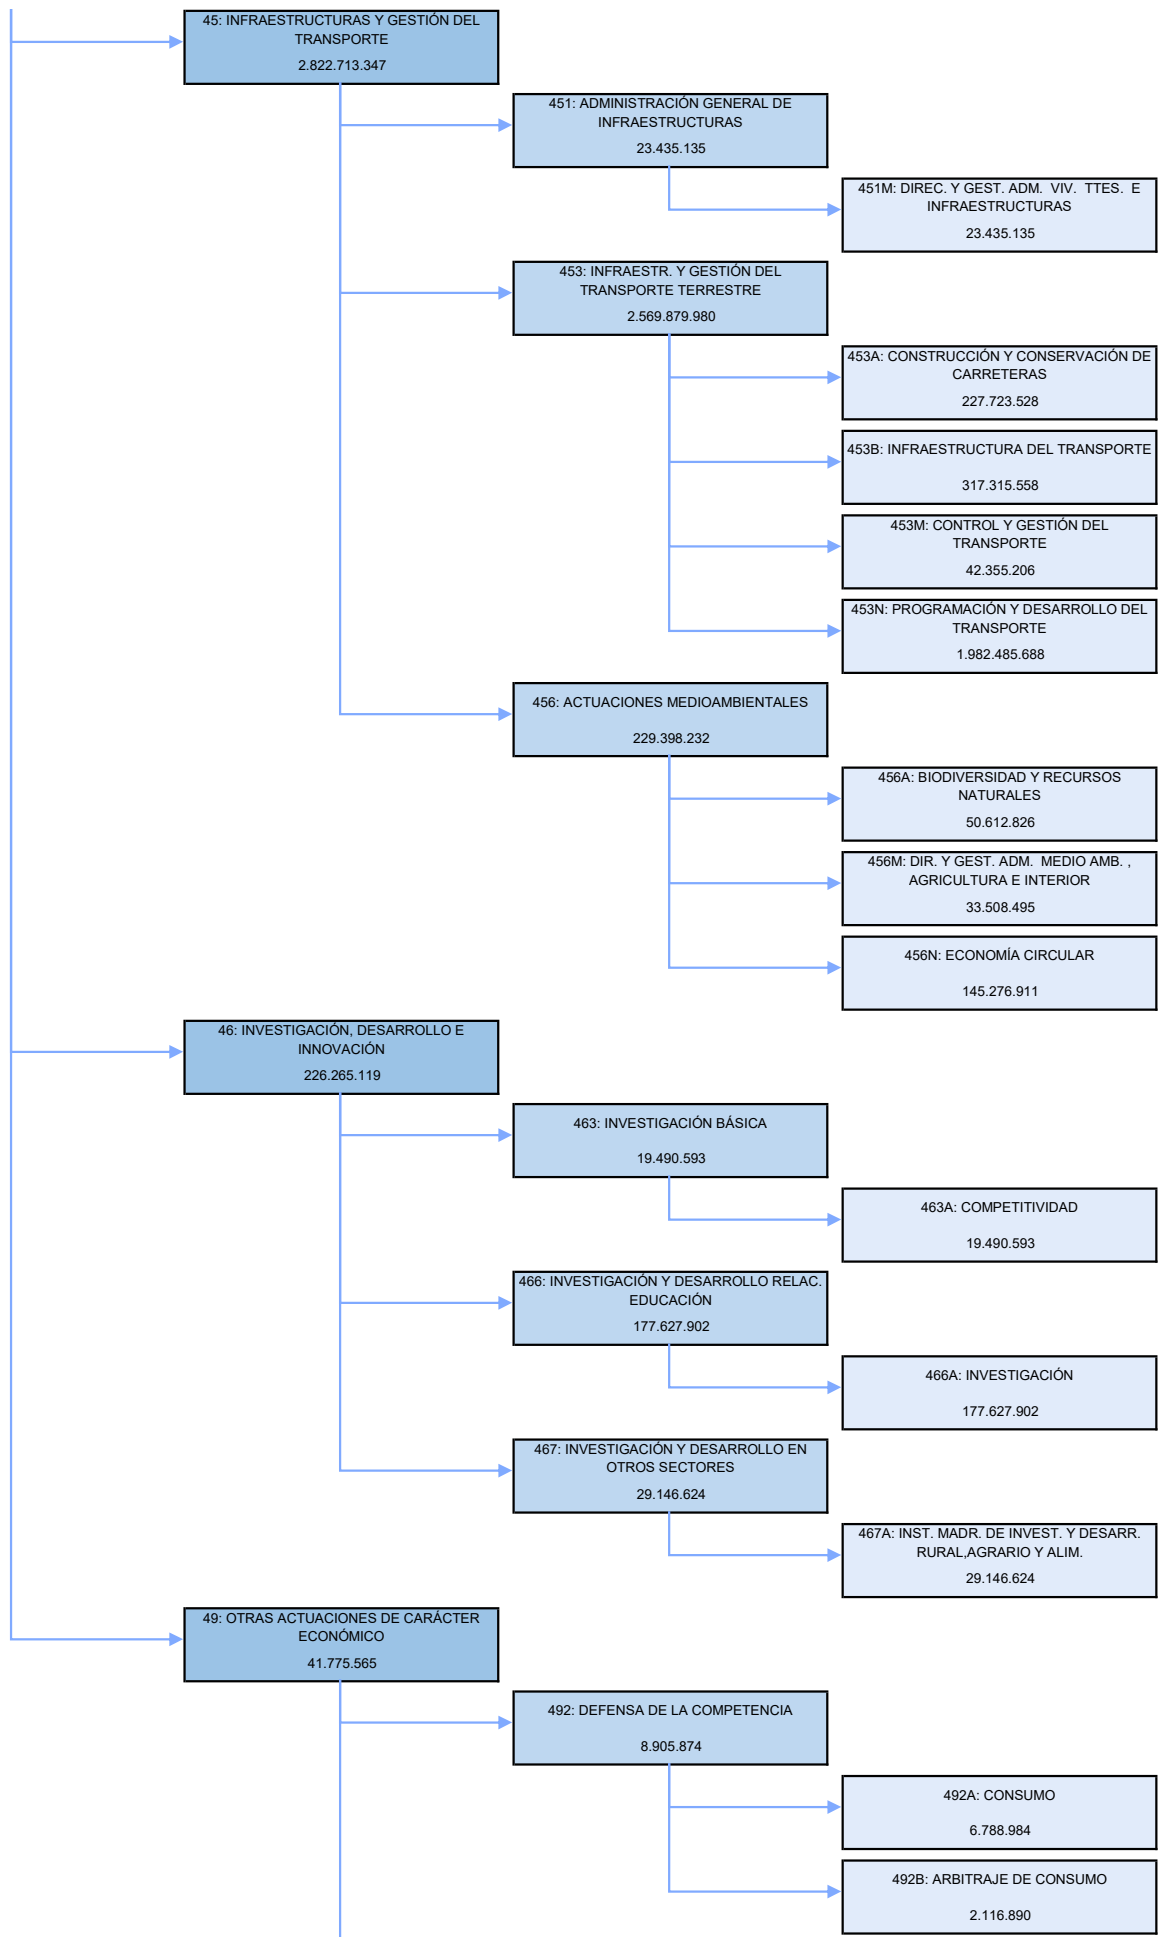 45: INFRAESTRUCTURAS Y GESTIÓN DEL
TRANSPORTE
2.822.713.347
451: ADMINISTRACIÓN GENERAL DE
INFRAESTRUCTURAS
23.435.135
451M: DIREC. Y GEST. ADM. VIV. TTES. E
INFRAESTRUCTURAS
23.435.135
453: INFRAESTR. Y GESTIÓN DEL
TRANSPORTE TERRESTRE
2.569.879.980
453A: CONSTRUCCIÓN Y CONSERVACIÓN DE
CARRETERAS
227.723.528
453B: INFRAESTRUCTURA DEL TRANSPORTE
317.315.558
453M: CONTROL Y GESTIÓN DEL
TRANSPORTE
42.355.206
453N: PROGRAMACIÓN Y DESARROLLO DEL
TRANSPORTE
1.982.485.688
456: ACTUACIONES MEDIOAMBIENTALES
229.398.232
456A: BIODIVERSIDAD Y RECURSOS
NATURALES
50.612.826
456M: DIR. Y GEST. ADM. MEDIO AMB. ,
AGRICULTURA E INTERIOR
33.508.495
456N: ECONOMÍA CIRCULAR
145.276.911
46: INVESTIGACIÓN, DESARROLLO E
INNOVACIÓN
226.265.119
463: INVESTIGACIÓN BÁSICA
19.490.593
463A: COMPETITIVIDAD
19.490.593
466: INVESTIGACIÓN Y DESARROLLO RELAC.
EDUCACIÓN
177.627.902
466A: INVESTIGACIÓN
177.627.902
467: INVESTIGACIÓN Y DESARROLLO EN
OTROS SECTORES
29.146.624
467A: INST. MADR. DE INVEST. Y DESARR.
RURAL,AGRARIO Y ALIM.
29.146.624
49: OTRAS ACTUACIONES DE CARÁCTER
ECONÓMICO
41.775.565
492: DEFENSA DE LA COMPETENCIA
8.905.874
492A: CONSUMO
6.788.984
492B: ARBITRAJE DE CONSUMO
2.116.890